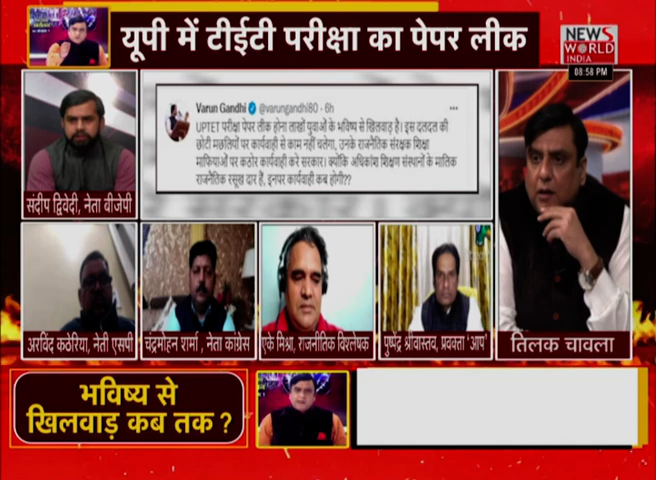 यूपी में टीईटी परीक्षा का पेपर लीक
NEWS
WORLD
INDIA
08:58 PM
Varun Gandhi @varungandhi80 · 6h
UPTET परीक्षा पेपर लीक होना लाखों युवाओं के भविष्य से खिलवाड़ है। इस दलदल की
छोटी मछलियों पर कार्यवाही से काम नहीं चलेगा, उनके राजनैतिक संरक्षक शिक्षा
माफियाओं पर कठोर कार्यवाही करे सरकार। क्योंकि अधिकांश शिक्षण संस्थानों के मालिक
राजनैतिक रसूख दार हैं, इनपर कार्यवाही कब होगी??
संदीप द्विवेदी, नेता बीजेपी
अरविंद कठेरिया, नेती एसपी
चंद्रमोहन शर्मा , नेता कांग्रेस
एके मिश्रा, राजनीतिक विश्लेषक
पुष्पेंद्र श्रीवास्तव, प्रवक्ता 'आप'
तिलक चावला
भविष्य से
खिलवाड़ कब तक ?